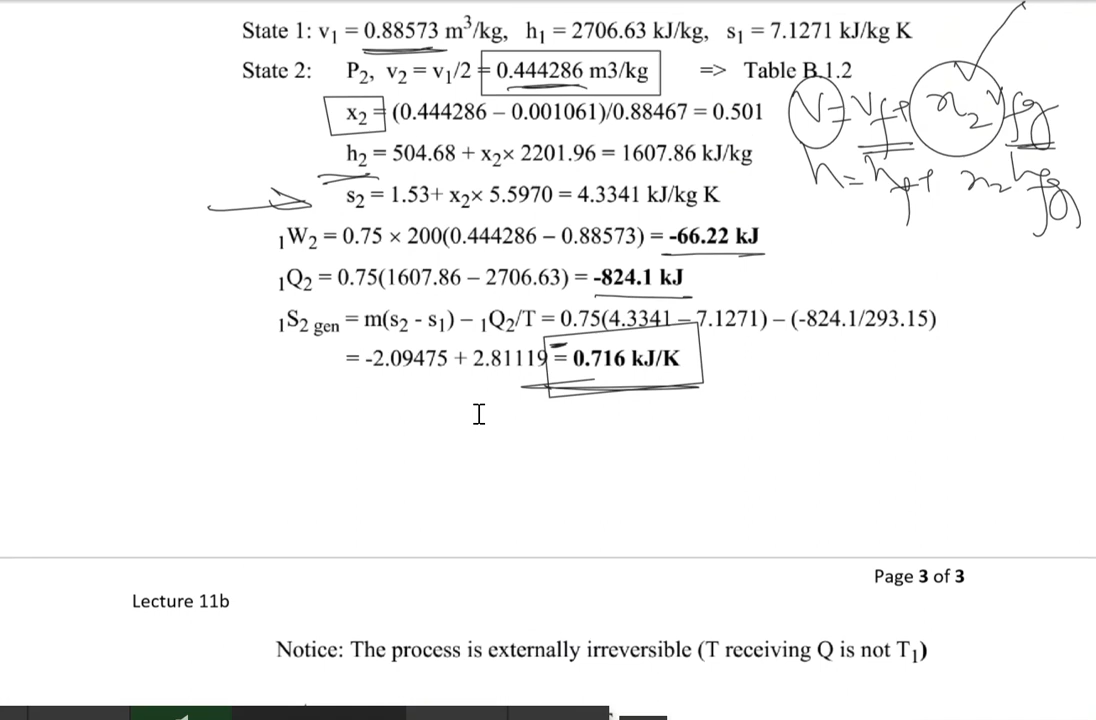 State 1: v₁ = 0.88573 m³/kg, h₁ = 2706.63 kJ/kg, s₁ = 7.1271 kJ/kg K
State 2: P₂, v₂ = v₁/2 = 0.444286 m3/kg => Table B.1.2
x₂ = (0.444286 – 0.001061)/0.88467 = 0.501
h₂ = 504.68 + x₂× 2201.96 = 1607.86 kJ/kg
s₂ = 1.53+ x₂× 5.5970 = 4.3341 kJ/kg K
₁W₂ = 0.75 × 200(0.444286 – 0.88573) = -66.22 kJ
₁Q₂ = 0.75(1607.86 – 2706.63) = -824.1 kJ
₁S₂ gen = m(s₂ - s₁) – ₁Q₂/T = 0.75(4.3341 – 7.1271) – (-824.1/293.15)
= -2.09475 + 2.81119 = 0.716 kJ/K
V = Vf + x₂ Vfg
h = hf + x₂ hfg
Page 3 of 3
Lecture 11b
Notice: The process is externally irreversible (T receiving Q is not T₁)